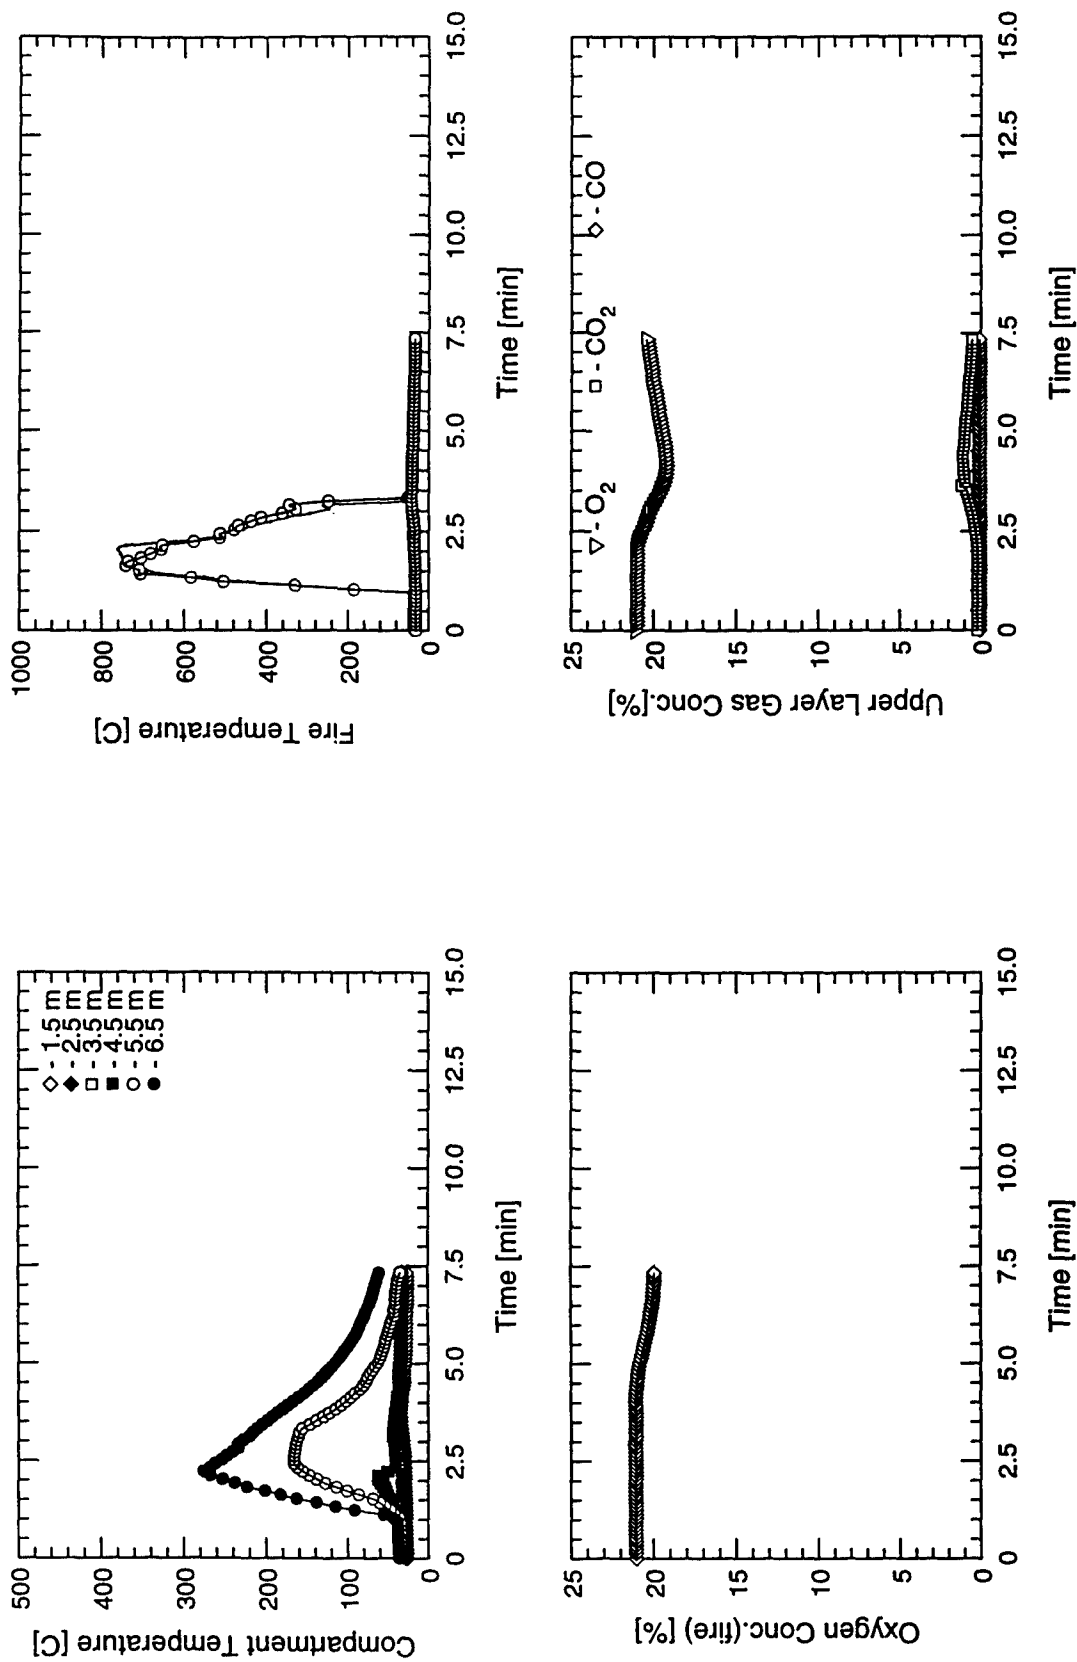 Compartment Temperature [C]
500
400
300
200
100
0
◇ - 1.5 m
◆ - 2.5 m
□ - 3.5 m
■ - 4.5 m
○ - 5.5 m
● - 6.5 m
0 2.5 5.0 7.5 10.0 12.5 15.0
Time [min]
Fire Temperature [C]
1000
800
600
400
200
0
0 2.5 5.0 7.5 10.0 12.5 15.0
Time [min]
Oxygen Conc.(fire) [%]
25
20
15
10
5
0
0 2.5 5.0 7.5 10.0 12.5 15.0
Time [min]
Upper Layer Gas Conc.[%]
25
20
15
10
5
0
▽ - O2 □ - CO2 ◇ - CO
0 2.5 5.0 7.5 10.0 12.5 15.0
Time [min]